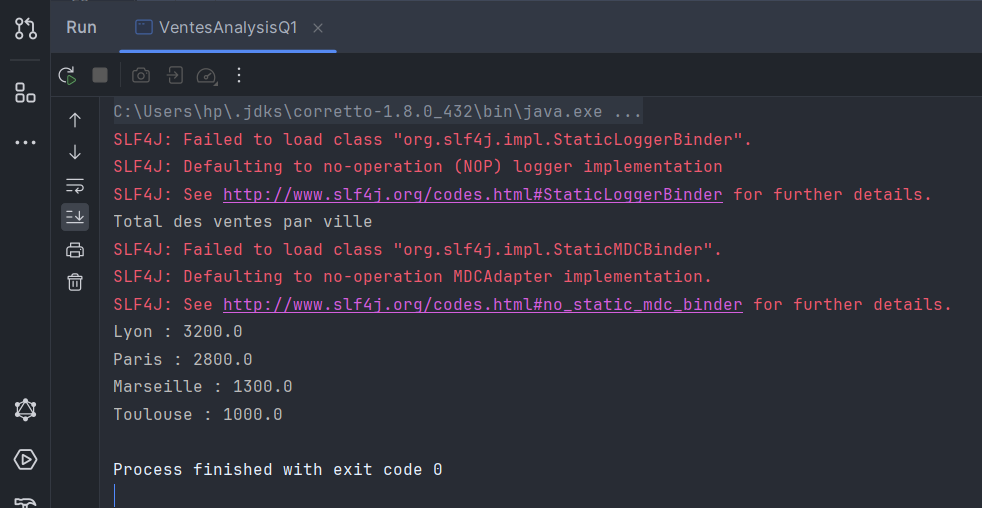 Run VentesAnalysisQ1
C:\Users\hp\.jdks\corretto-1.8.0_432\bin\java.exe ...
SLF4J: Failed to load class "org.slf4j.impl.StaticLoggerBinder".
SLF4J: Defaulting to no-operation (NOP) logger implementation
SLF4J: See http://www.slf4j.org/codes.html#StaticLoggerBinder for further details.
Total des ventes par ville
SLF4J: Failed to load class "org.slf4j.impl.StaticMDCBinder".
SLF4J: Defaulting to no-operation MDCAdapter implementation.
SLF4J: See http://www.slf4j.org/codes.html#no_static_mdc_binder for further details.
Lyon : 3200.0
Paris : 2800.0
Marseille : 1300.0
Toulouse : 1000.0
Process finished with exit code 0